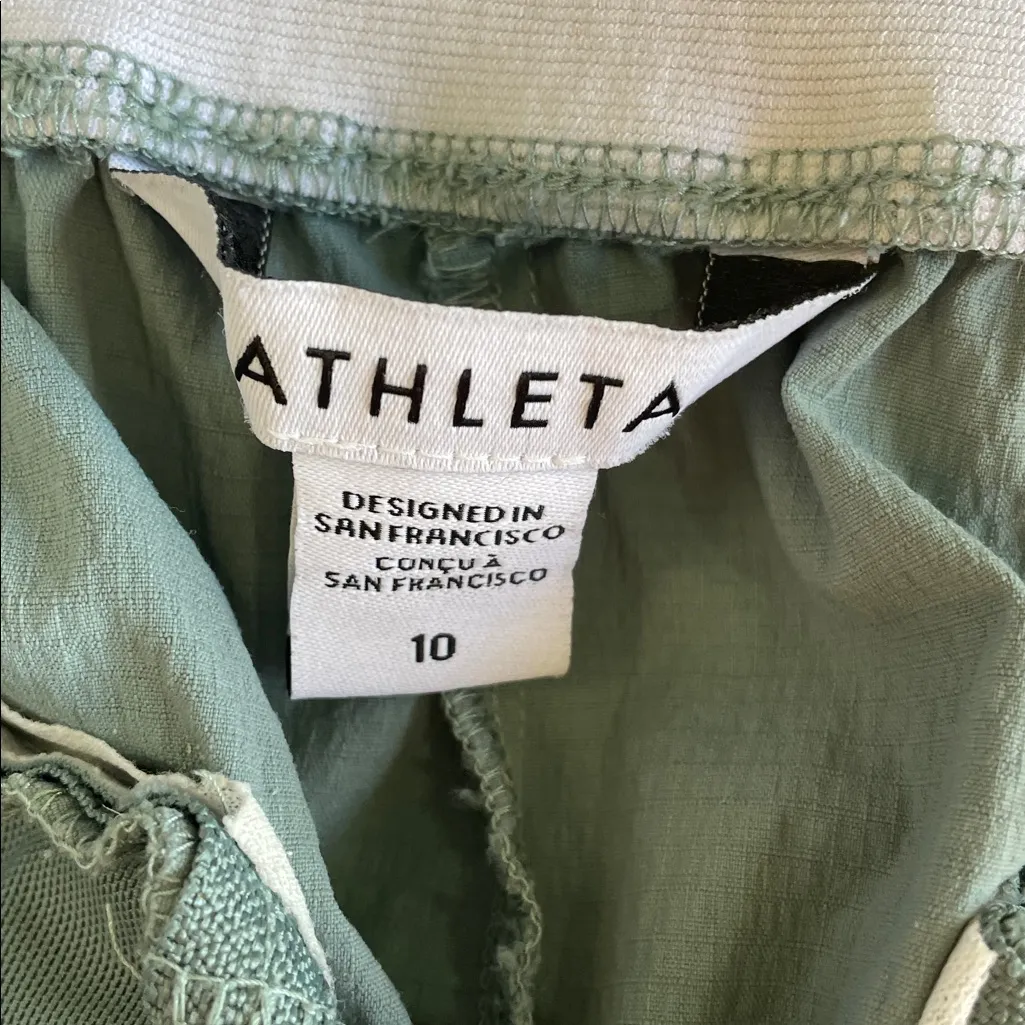 ATHLETA
DESIGNED IN
SAN FRANCISCO
CONÇU À
SAN FRANCISCO
10